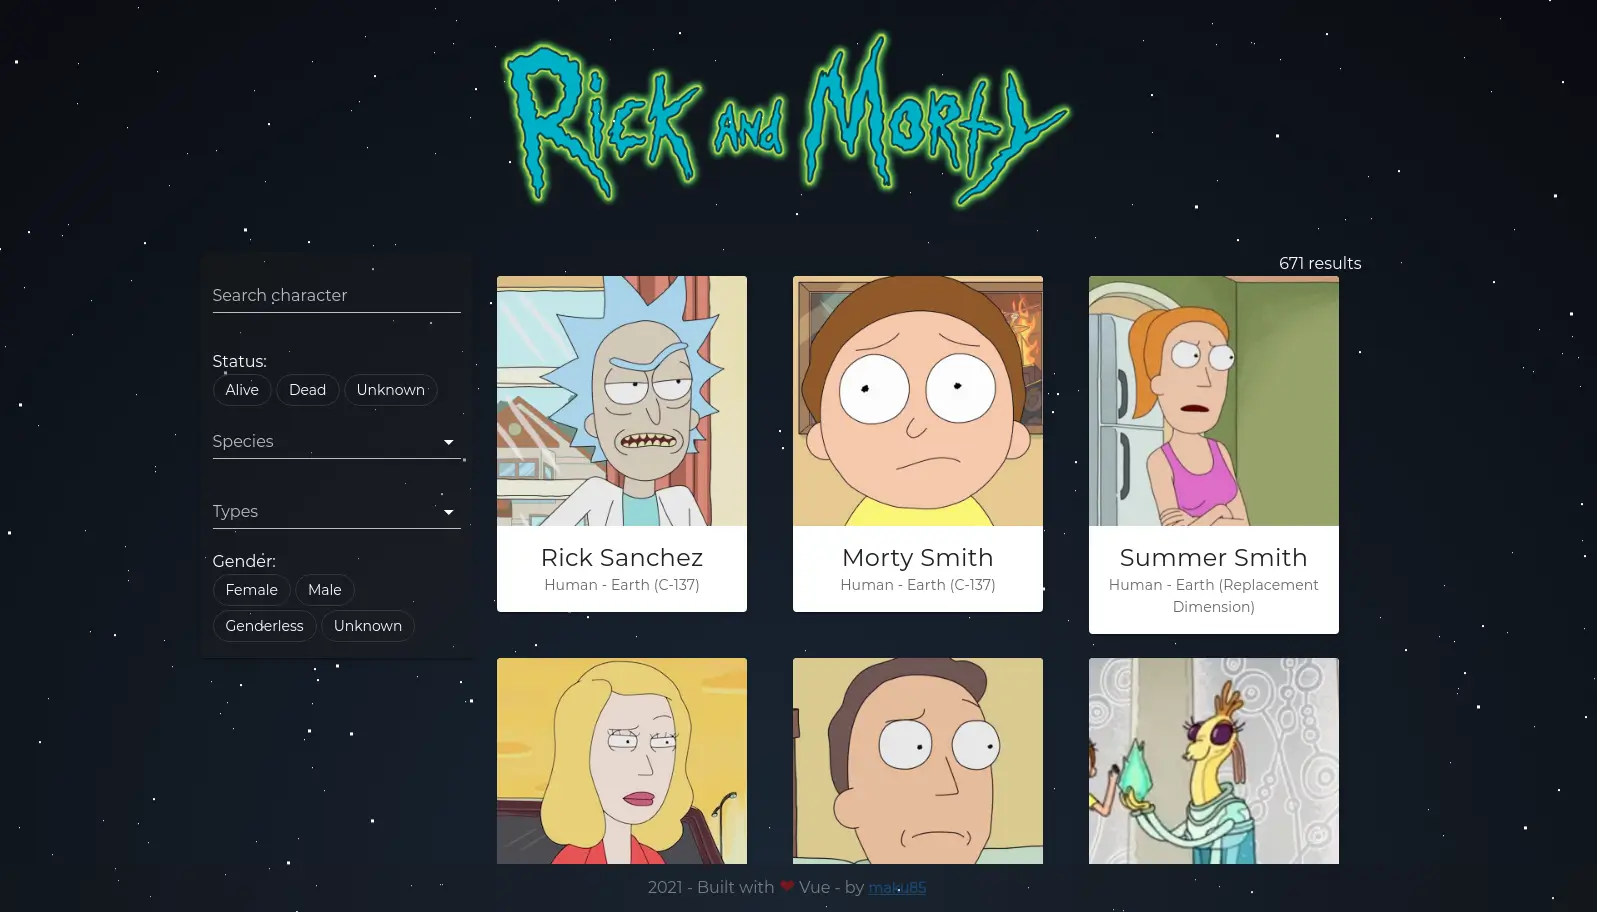 Rick and Morty
671 results
Search character
Status:
Alive Dead Unknown
Species
Types
Gender:
Female Male
Genderless Unknown
Rick Sanchez
Human - Earth (C-137)
Morty Smith
Human - Earth (C-137)
Summer Smith
Human - Earth (Replacement
Dimension)
2021 - Built with ❤ Vue - by maku85